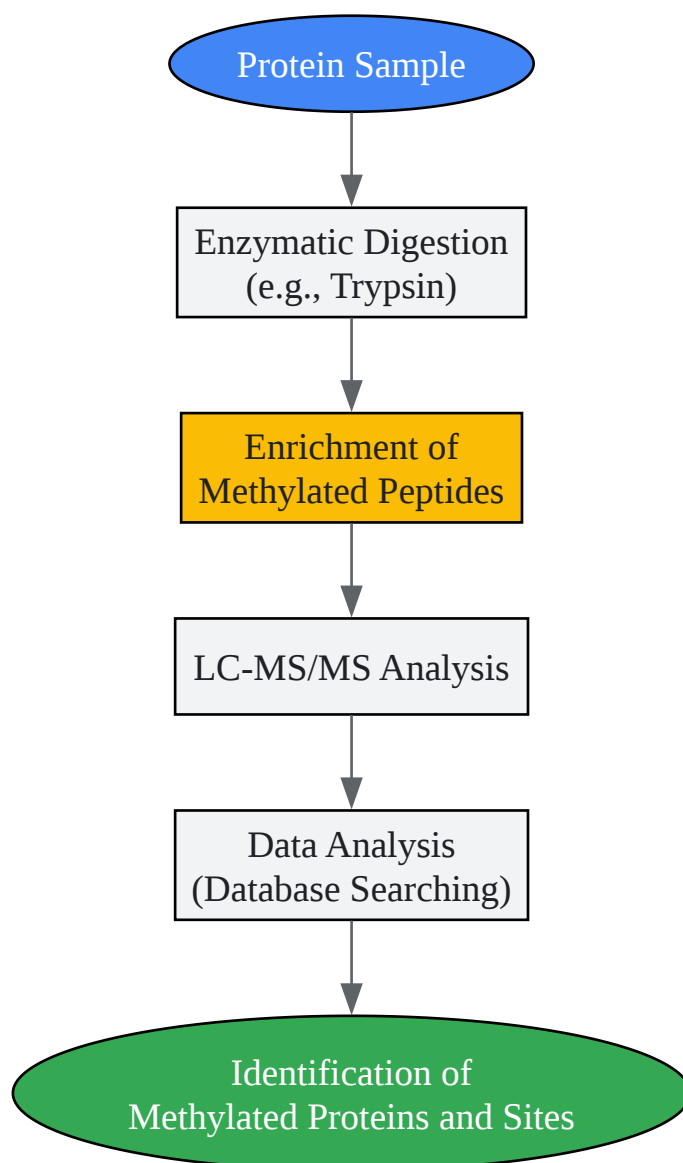 Protein Sample
Enzymatic Digestion
(e.g., Trypsin)
Enrichment of
Methylated Peptides
LC-MS/MS Analysis
Data Analysis
(Database Searching)
Identification of
Methylated Proteins and Sites